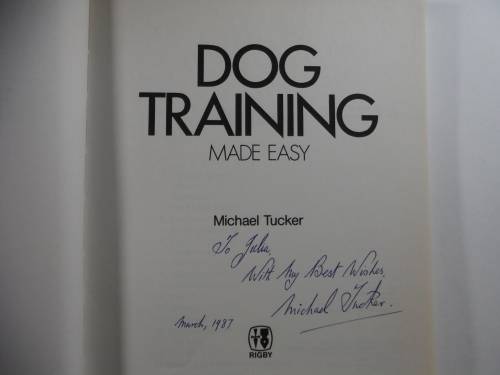 DOG
TRAINING
MADE EASY
Michael Tucker
To Julia,
With My Best Wishes,
Michael Tucker.
March, 1987
RIGBY